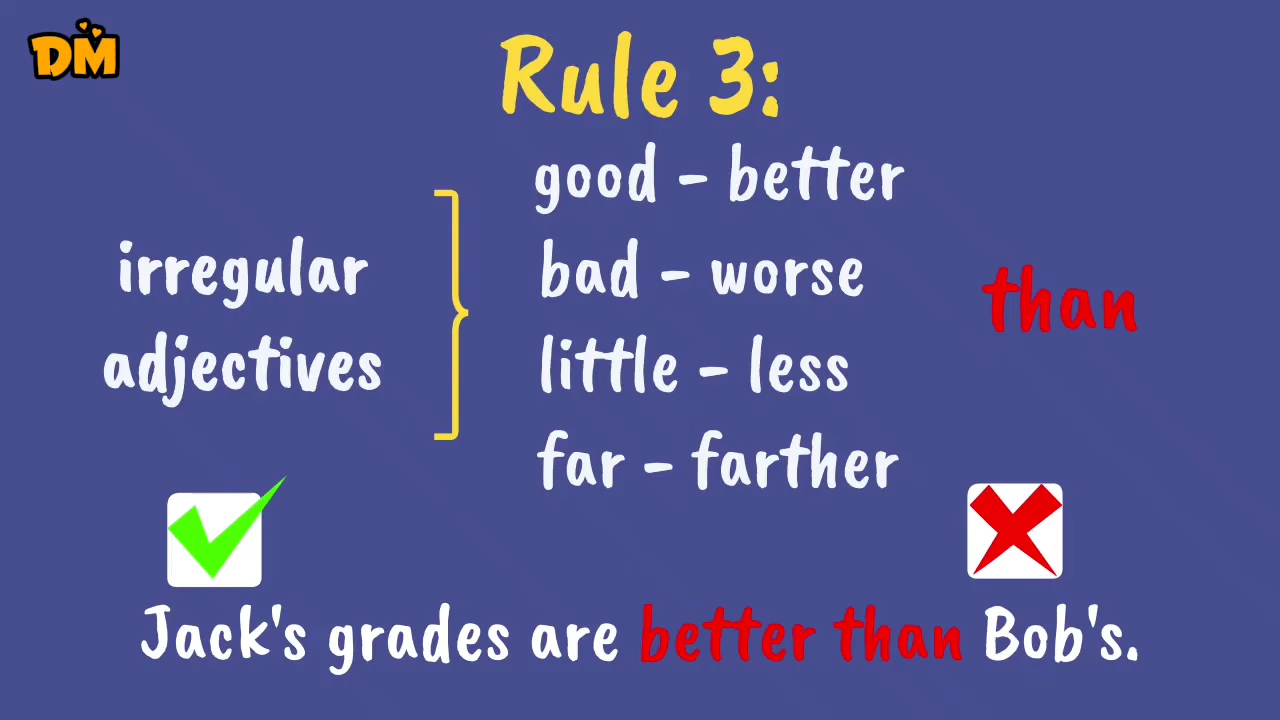 DM
Rule 3:
good - better
irregular
bad - worse
than
adjectives
little - less
far - farther
Jack's grades are better than Bob's.